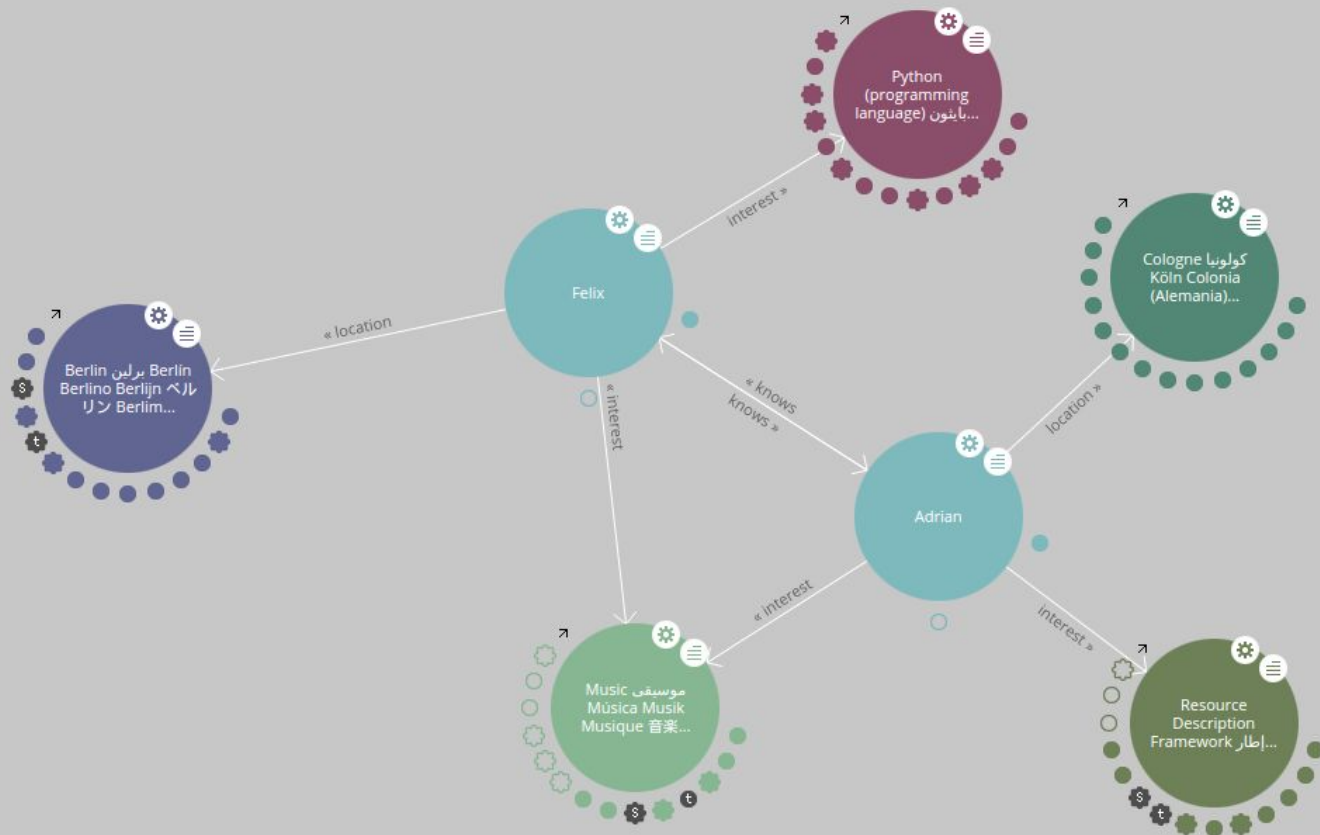 Python
(programming
language) بايثون...
interest »
Cologne كولونيا
Köln Colonia
(Alemania)...
Felix
« location
Berlin برلين Berlín
Berlino Berlijn ベル
リン Berlim...
« interest
« knows
knows »
location »
Adrian
« interest
interest »
Music موسيقى
Música Musik
Musique 音楽...
Resource
Description
Framework إطار...
s
t
s
t
s
t